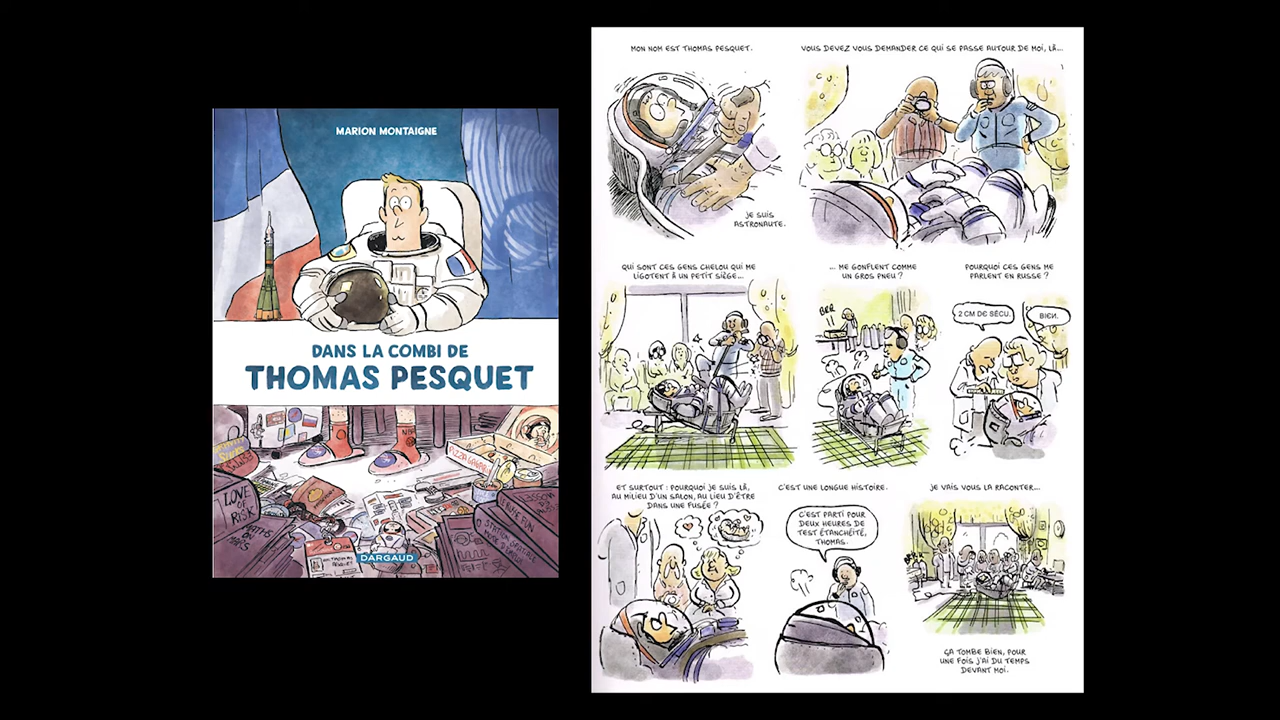 MARION MONTAIGNE
DANS LA COMBI DE
THOMAS PESQUET
LOVE
OF
RISK
DARGAUD
MON NOM EST THOMAS PESQUET.
JE SUIS
ASTRONAUTE.
VOUS DEVEZ VOUS DEMANDER CE QUI SE PASSE AUTOUR DE MOI, LÀ...
QUI SONT CES GENS CHELOU QUI ME
LIGOTENT À UN PETIT SIÈGE...
... ME GONFLENT COMME
UN GROS PNEU ?
BRR
POURQUOI CES GENS ME
PARLENT EN RUSSE ?
2 CM DE SÉCU.
BIEN.
ET SURTOUT : POURQUOI JE SUIS LÀ,
AU MILIEU D'UN SALON, AU LIEU D'ÊTRE
DANS UNE FUSÉE ?
C'EST UNE LONGUE HISTOIRE.
C'EST PARTI POUR
DEUX HEURES DE
TEST ÉTANCHÉITÉ,
THOMAS.
JE VAIS VOUS LA RACONTER...
ÇA TOMBE BIEN, POUR
UNE FOIS J'AI DU TEMPS
DEVANT MOI.